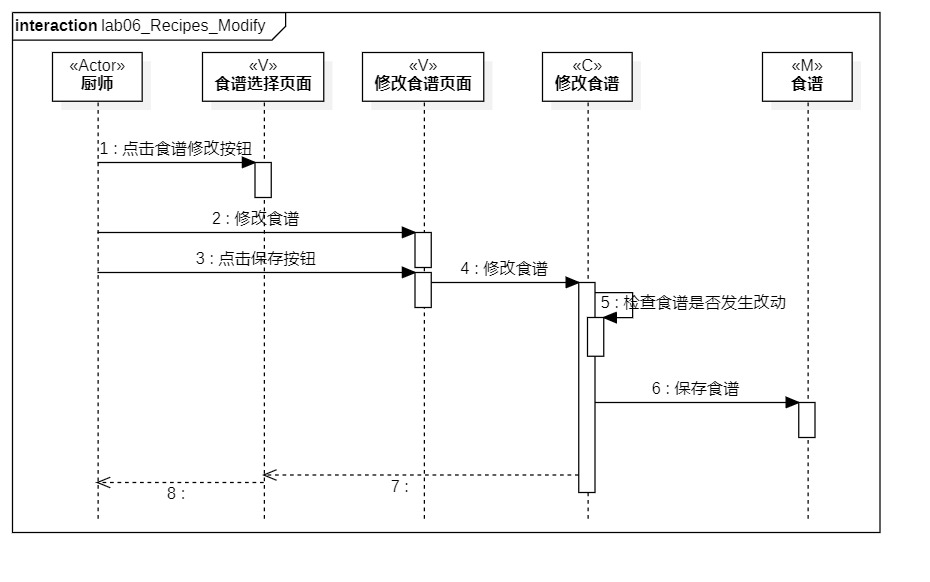 interaction lab06_Recipes_Modify
«Actor»
厨师
«V»
食谱选择页面
«V»
修改食谱页面
«C»
修改食谱
«M»
食谱
1 : 点击食谱修改按钮
2 : 修改食谱
3 : 点击保存按钮
4 : 修改食谱
5 : 检查食谱是否发生改动
6 : 保存食谱
7 :
8 :